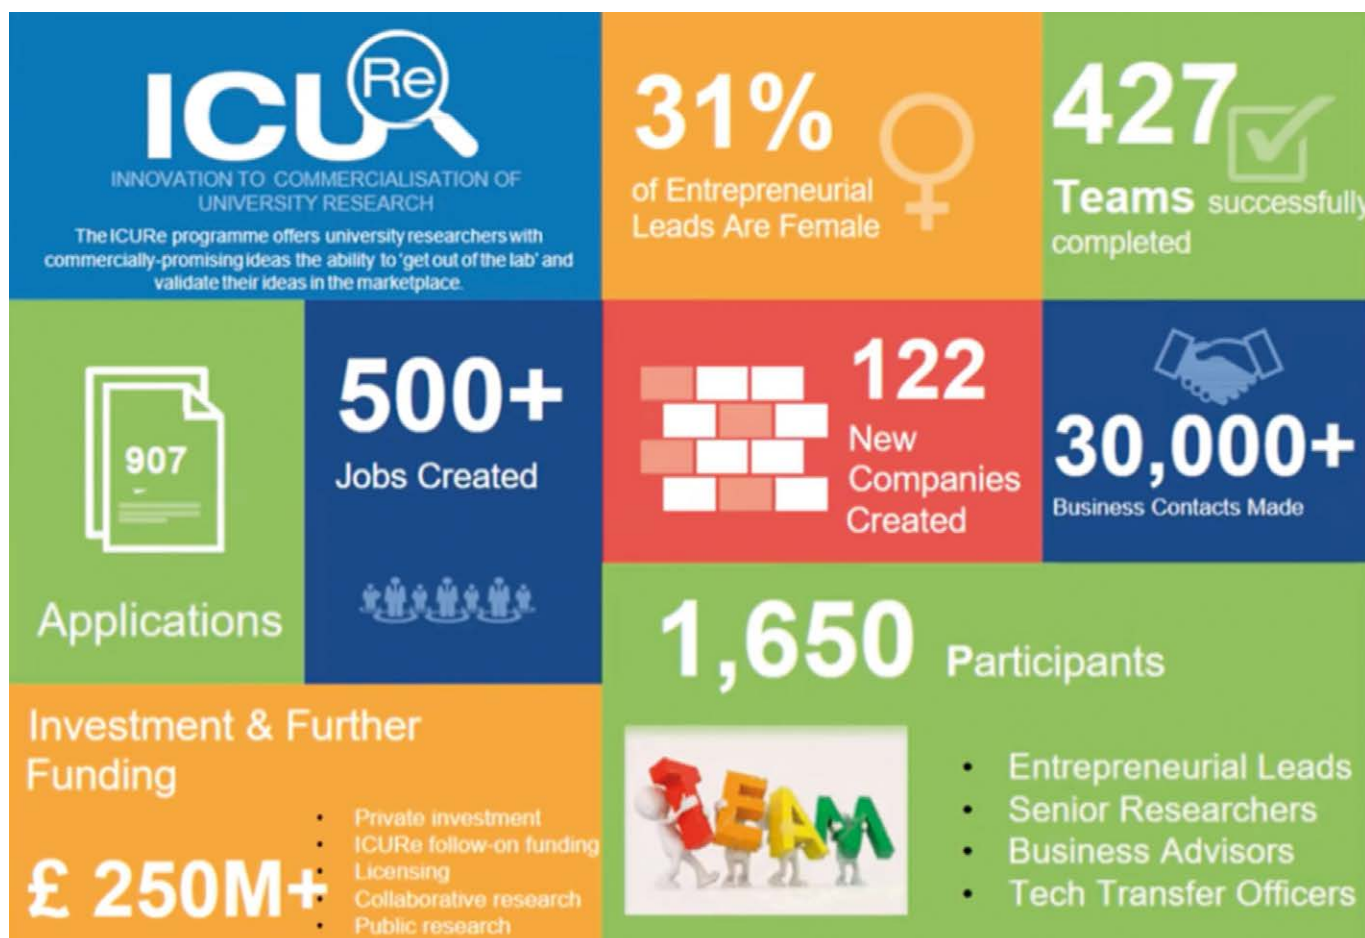 ICURe
INNOVATION TO COMMERCIALISATION OF
UNIVERSITY RESEARCH
The ICURe programme offers university researchers with
commercially-promising ideas the ability to 'get out of the lab' and
validate their ideas in the marketplace.
31%
of Entrepreneurial
Leads Are Female
427
Teams successfully
completed
907
Applications
500+
Jobs Created
122
New
Companies
Created
30,000+
Business Contacts Made
Investment & Further
Funding
£ 250M+
• Private investment
• ICURe follow-on funding
• Licensing
• Collaborative research
• Public research
1,650 Participants
TEAM
• Entrepreneurial Leads
• Senior Researchers
• Business Advisors
• Tech Transfer Officers